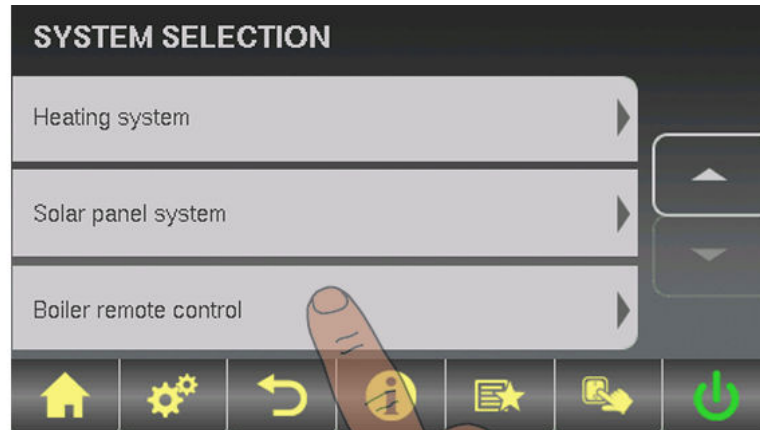 SYSTEM SELECTION
Heating system
Solar panel system
Boiler remote control